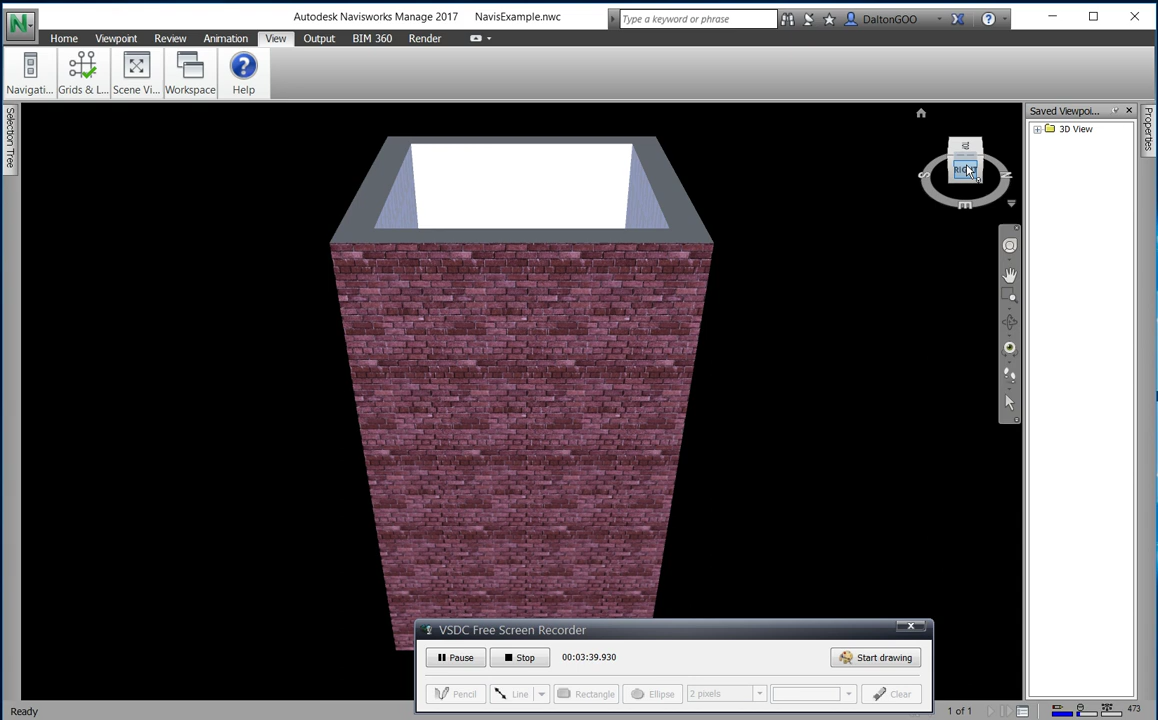 Autodesk Navisworks Manage 2017 NavisExample.nwc
Type a keyword or phrase
DaltonGOO
Home Viewpoint Review Animation View Output BIM 360 Render
Navigati... Grids & L... Scene Vi... Workspace Help
Selection Tree
Saved Viewpoi...
3D View
Properties
RIGHT
S N
E
VSDC Free Screen Recorder
Pause Stop 00:03:39.930 Start drawing
Pencil Line Rectangle Ellipse 2 pixels Clear
Ready 1 of 1 473